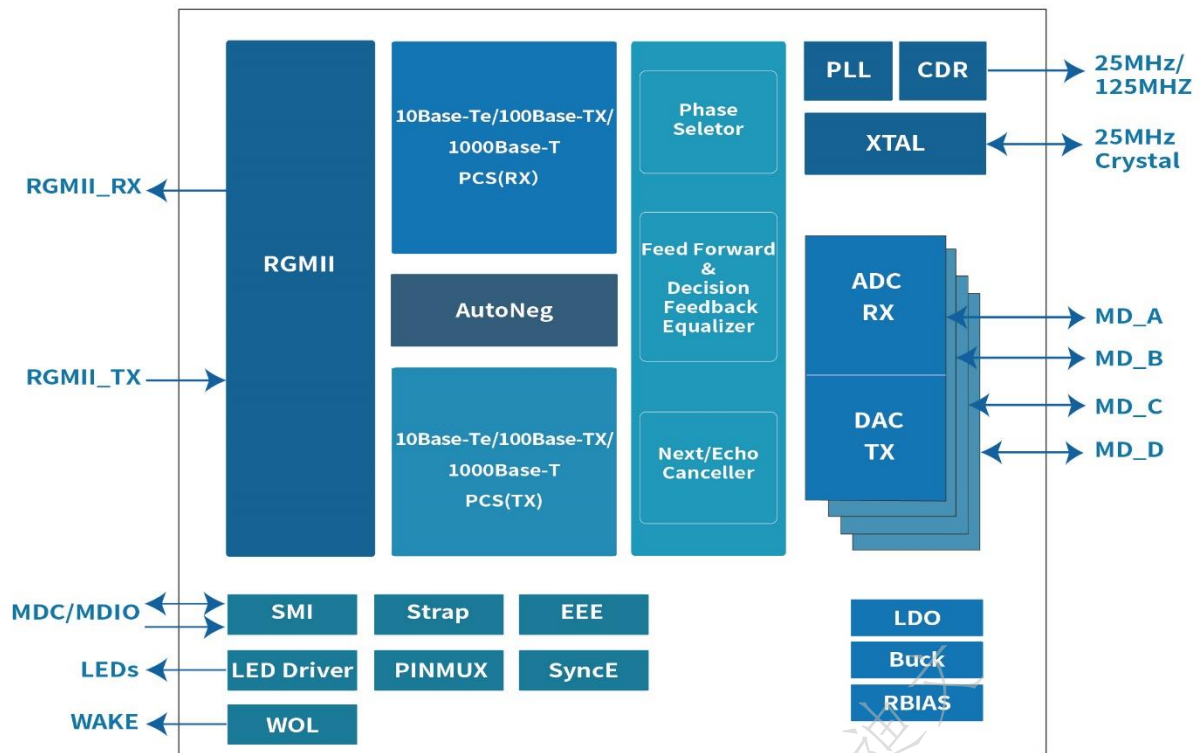 RGMII_RX
RGMII_TX
MDC/MDIO
LEDs
WAKE
RGMII
10Base-Te/100Base-TX/
1000Base-T
PCS(RX)
AutoNeg
10Base-Te/100Base-TX/
1000Base-T
PCS(TX)
Phase
Seletor
Feed Forward
&
Decision
Feedback
Equalizer
Next/Echo
Canceller
PLL
CDR
XTAL
25MHz/
125MHZ
25MHz
Crystal
ADC
RX
DAC
TX
MD_A
MD_B
MD_C
MD_D
SMI
Strap
EEE
LED Driver
PINMUX
SyncE
WOL
LDO
Buck
RBIAS